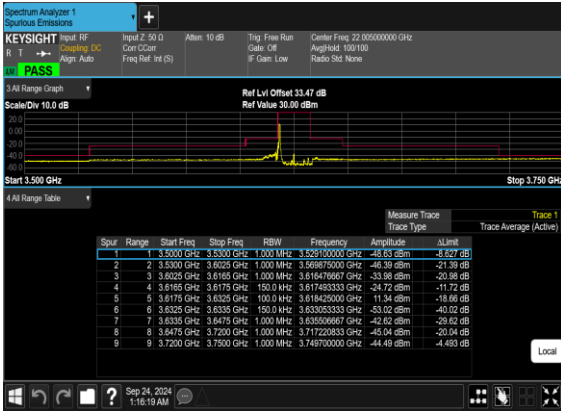 Spectrum Analyzer 1
Spurious Emissions
+
KEYSIGHT Input: RF Input Z: 50 Ω Atten: 10 dB Trig: Free Run Center Freq: 22.005000000 GHz
R T Coupling: DC Corr CCorr Gate: Off Avg|Hold: 100/100
Align: Auto Freq Ref: Int (S) IF Gain: Low Radio Std: None
PASS
3 All Range Graph
Ref Lvl Offset 33.47 dB
Scale/Div 10.0 dB Ref Value 30.00 dBm
20.0
0.00
-20.0
-40.0
-60.0
Start 3.500 GHz Stop 3.750 GHz
4 All Range Table
Measure Trace Trace 1
Trace Type Trace Average (Active)
Spur Range Start Freq Stop Freq RBW Frequency Amplitude ΔLimit
1 1 3.5000 GHz 3.5300 GHz 1.000 MHz 3.529100000 GHz -48.63 dBm -8.627 dB
2 2 3.5300 GHz 3.6025 GHz 1.000 MHz 3.569875000 GHz -46.39 dBm -21.39 dB
3 3 3.6025 GHz 3.6165 GHz 1.000 MHz 3.616476667 GHz -33.98 dBm -20.98 dB
4 4 3.6165 GHz 3.6175 GHz 150.0 kHz 3.617493333 GHz -24.72 dBm -11.72 dB
5 5 3.6175 GHz 3.6325 GHz 100.0 kHz 3.618425000 GHz 11.34 dBm -18.66 dB
6 6 3.6325 GHz 3.6335 GHz 150.0 kHz 3.633053333 GHz -53.02 dBm -40.02 dB
7 7 3.6335 GHz 3.6475 GHz 1.000 MHz 3.635506667 GHz -42.62 dBm -29.62 dB
8 8 3.6475 GHz 3.7200 GHz 1.000 MHz 3.717220833 GHz -45.04 dBm -20.04 dB
9 9 3.7200 GHz 3.7500 GHz 1.000 MHz 3.749700000 GHz -44.49 dBm -4.493 dB
Local
?
Sep 24, 2024
1:16:19 AM